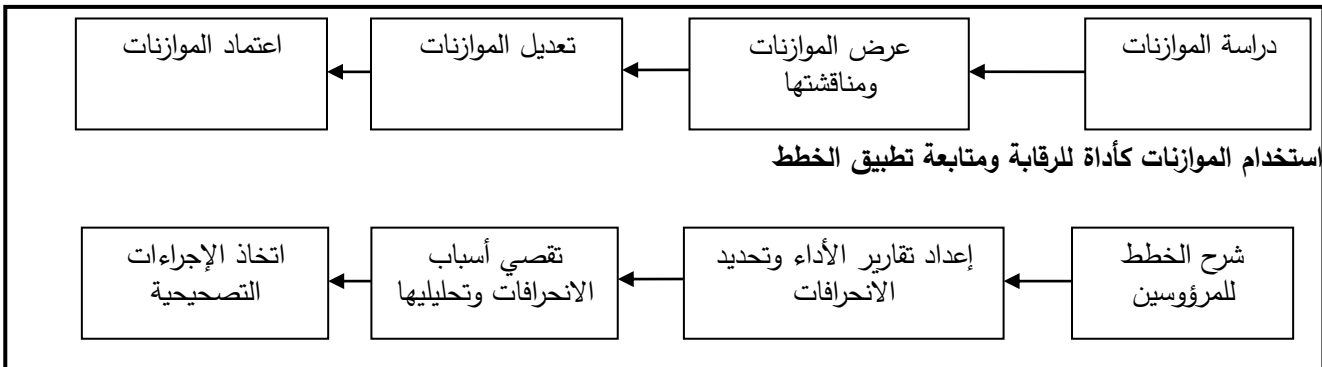 دراسة الموازنات
عرض الموازنات
ومناقشتها
تعديل الموازنات
اعتماد الموازنات
استخدام الموازنات كأداة للرقابة ومتابعة تطبيق الخطط
شرح الخطط
للمرؤوسين
إعداد تقارير الأداء وتحديد
الانحرافات
تقصي أسباب
الانحرافات وتحليليها
اتخاذ الإجراءات
التصحيحية